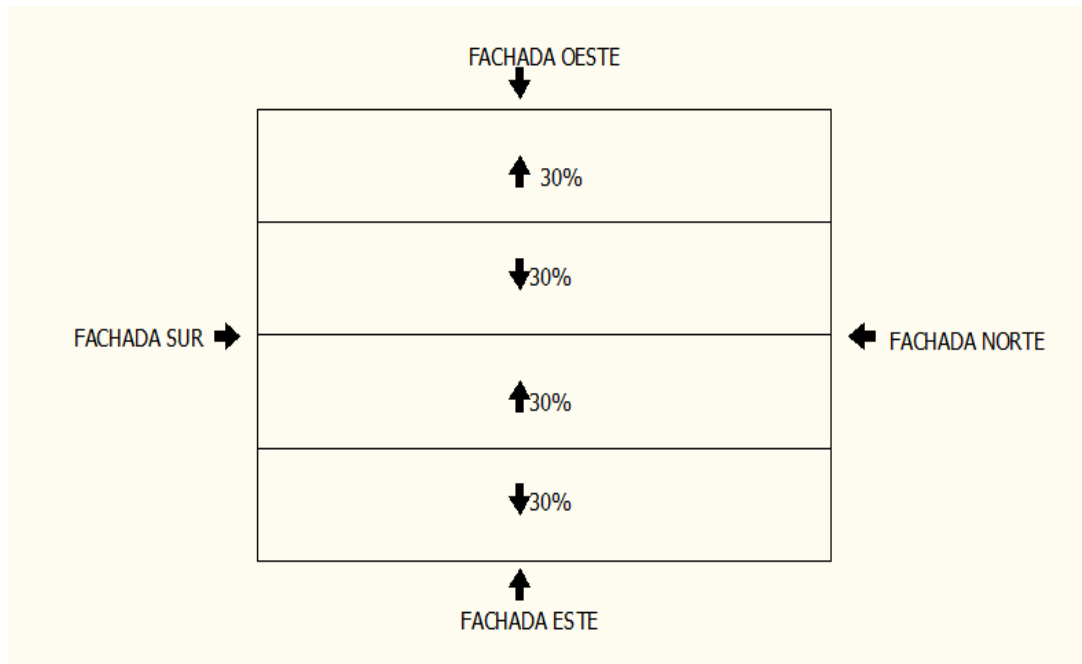 FACHADA OESTE
30%
30%
FACHADA SUR
FACHADA NORTE
30%
30%
FACHADA ESTE